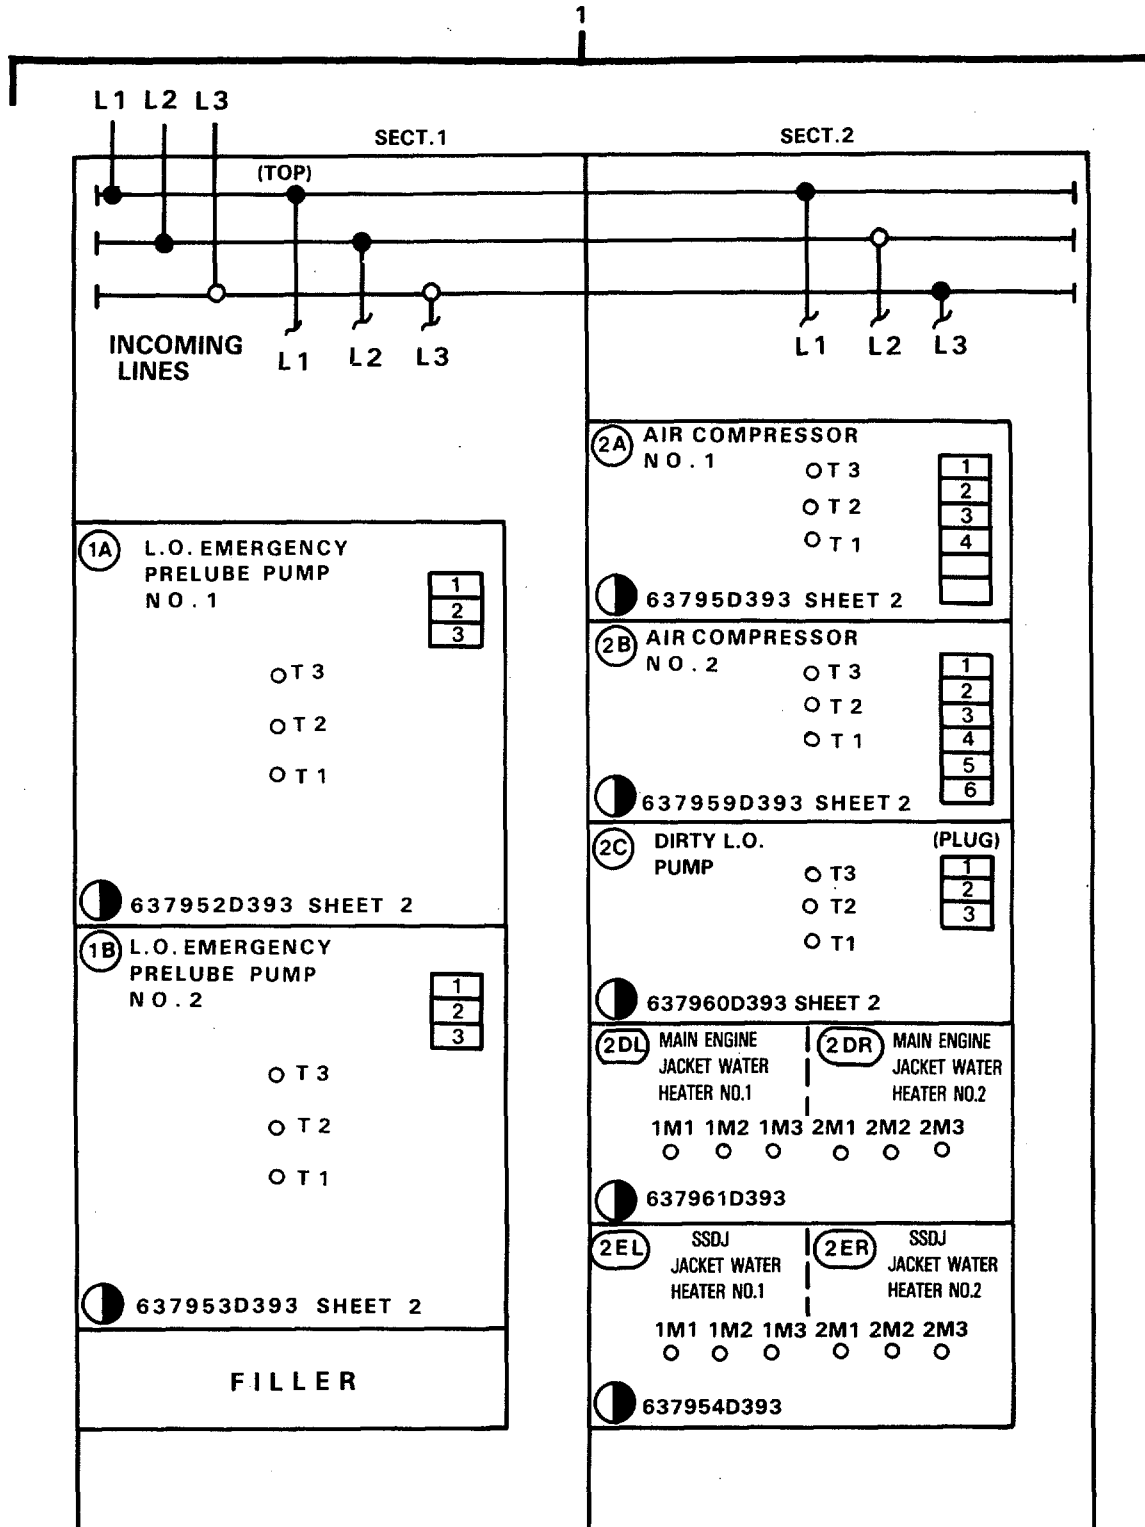 1
L1 L2 L3
SECT.1
SECT.2
(TOP)
INCOMING
LINES
L1 L2 L3
L1 L2 L3
1A L.O. EMERGENCY
PRELUBE PUMP
NO.1
1
2
3
T3
T2
T1
637952D393 SHEET 2
1B L.O. EMERGENCY
PRELUBE PUMP
NO.2
1
2
3
T3
T2
T1
637953D393 SHEET 2
FILLER
2A AIR COMPRESSOR
NO.1
T3
T2
T1
1
2
3
4
63795D393 SHEET 2
2B AIR COMPRESSOR
NO.2
T3
T2
T1
1
2
3
4
5
6
637959D393 SHEET 2
2C DIRTY L.O.
PUMP
(PLUG)
1
2
3
T3
T2
T1
637960D393 SHEET 2
2DL MAIN ENGINE
JACKET WATER
HEATER NO.1
2DR MAIN ENGINE
JACKET WATER
HEATER NO.2
1M1 1M2 1M3 2M1 2M2 2M3
637961D393
2EL SSDJ
JACKET WATER
HEATER NO.1
2ER SSDJ
JACKET WATER
HEATER NO.2
1M1 1M2 1M3 2M1 2M2 2M3
637954D393